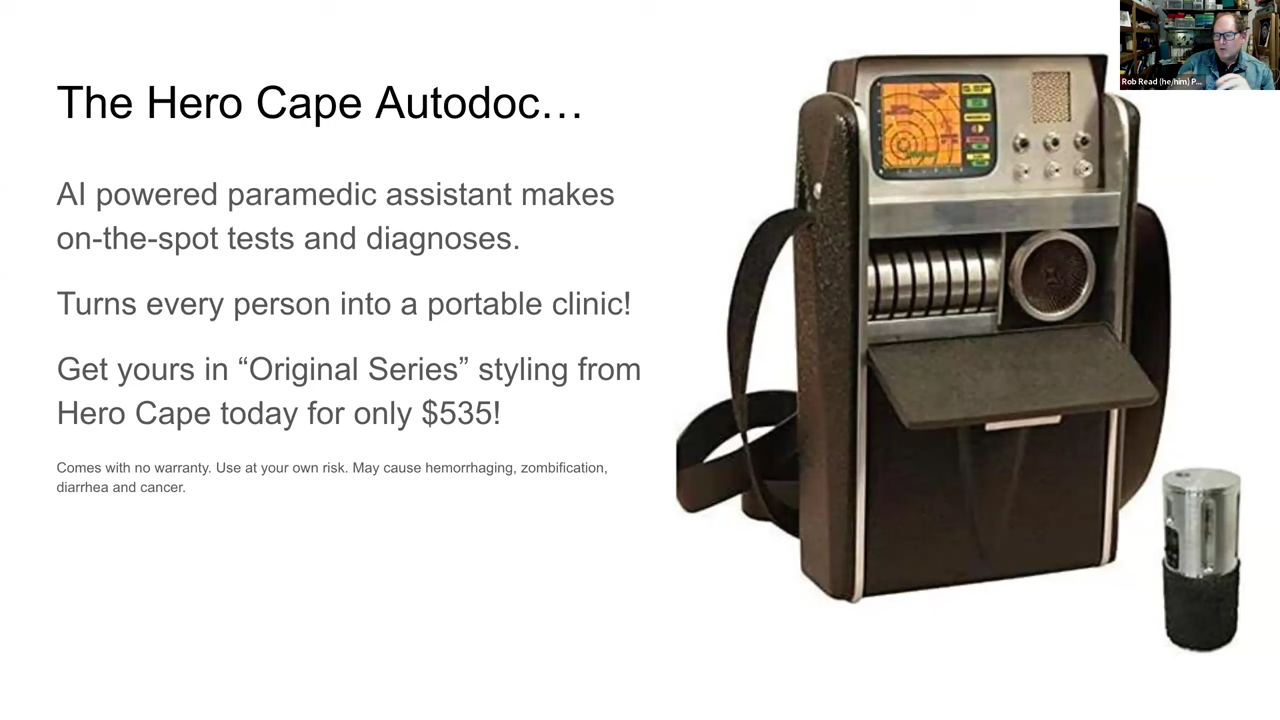 The Hero Cape Autodoc…
AI powered paramedic assistant makes
on-the-spot tests and diagnoses.
Turns every person into a portable clinic!
Get yours in “Original Series” styling from
Hero Cape today for only $535!
Comes with no warranty. Use at your own risk. May cause hemorrhaging, zombification,
diarrhea and cancer.
Rob Read (he/him) P...